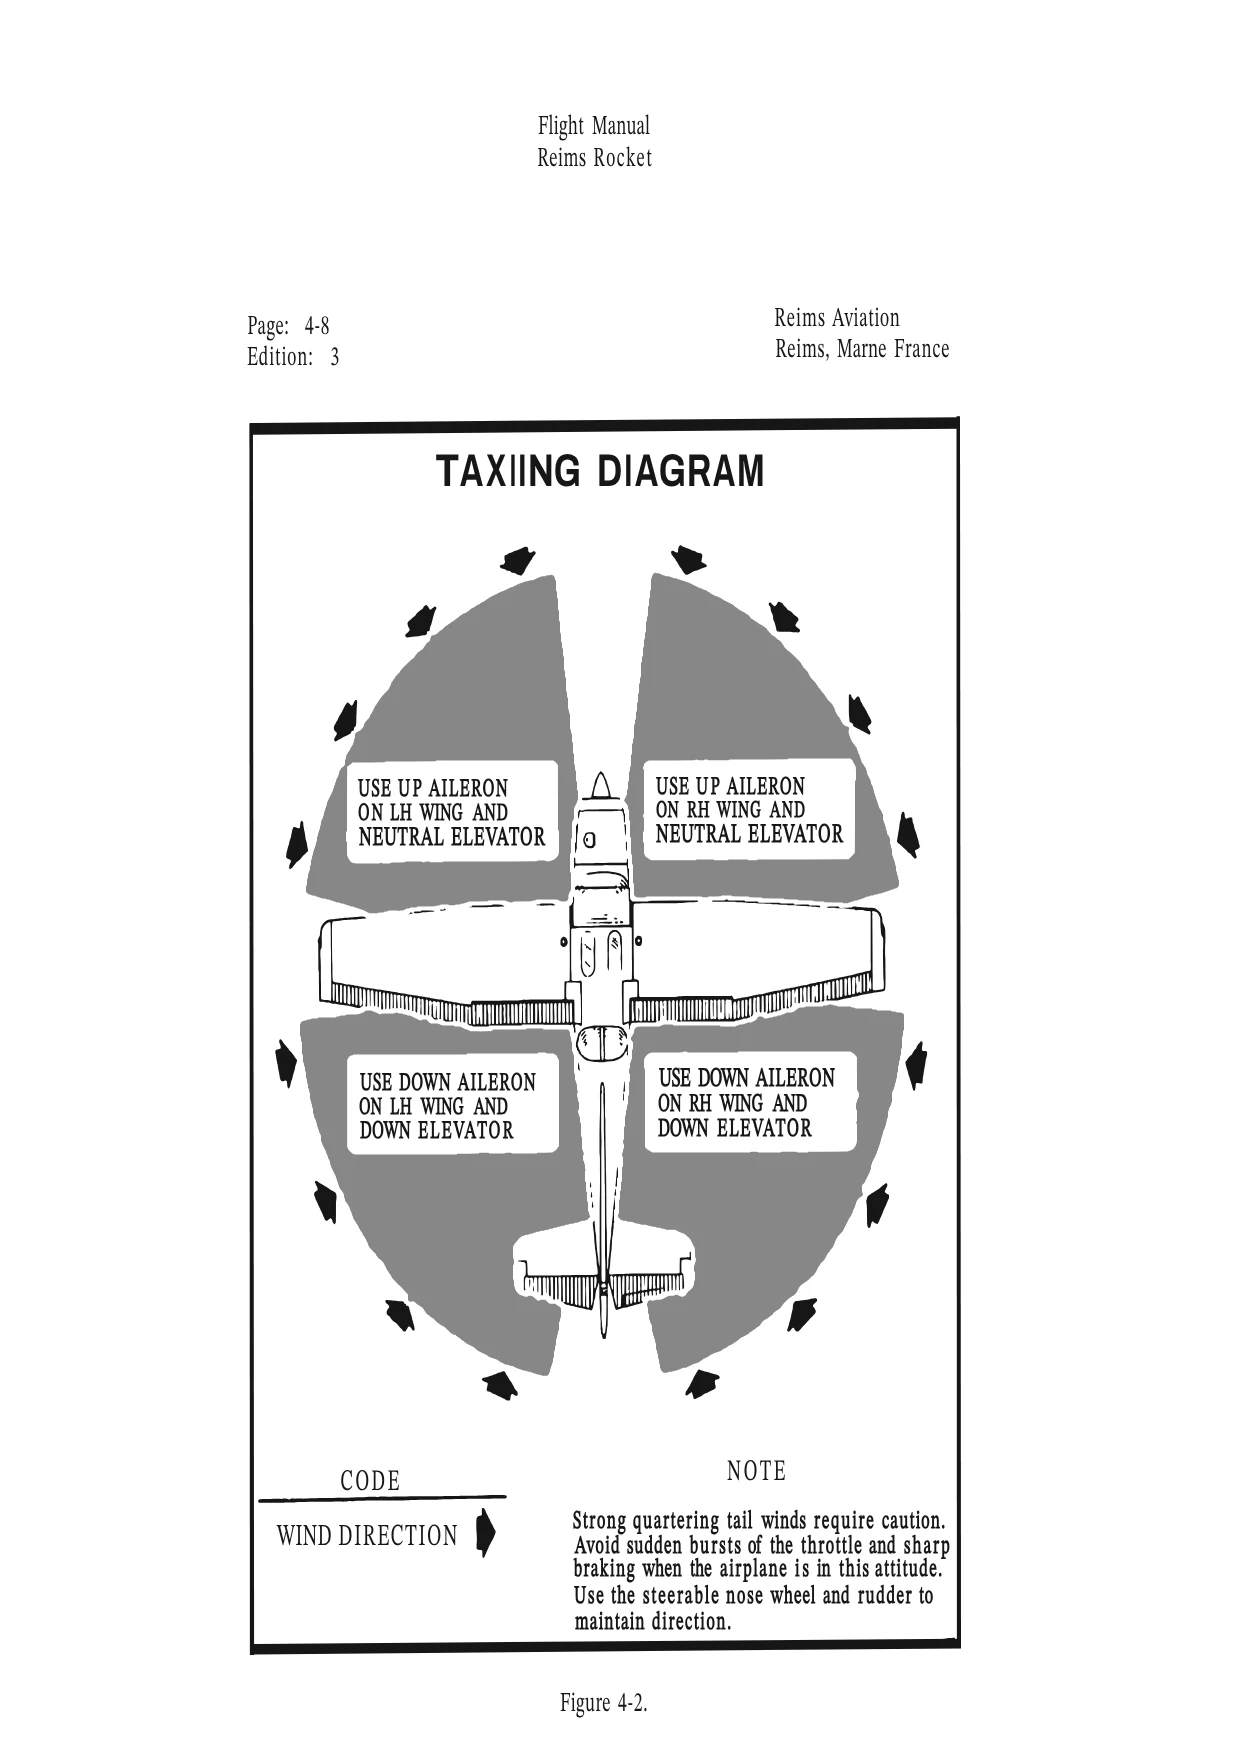 Flight Manual
Reims Rocket
Page: 4-8
Edition: 3
Reims Aviation
Reims, Marne France
TAXIING DIAGRAM
USE UP AILERON
ON LH WING AND
NEUTRAL ELEVATOR
USE UP AILERON
ON RH WING AND
NEUTRAL ELEVATOR
USE DOWN AILERON
ON LH WING AND
DOWN ELEVATOR
USE DOWN AILERON
ON RH WING AND
DOWN ELEVATOR
CODE
WIND DIRECTION
NOTE
Strong quartering tail winds require caution.
Avoid sudden bursts of the throttle and sharp
braking when the airplane is in this attitude.
Use the steerable nose wheel and rudder to
maintain direction.
Figure 4-2.